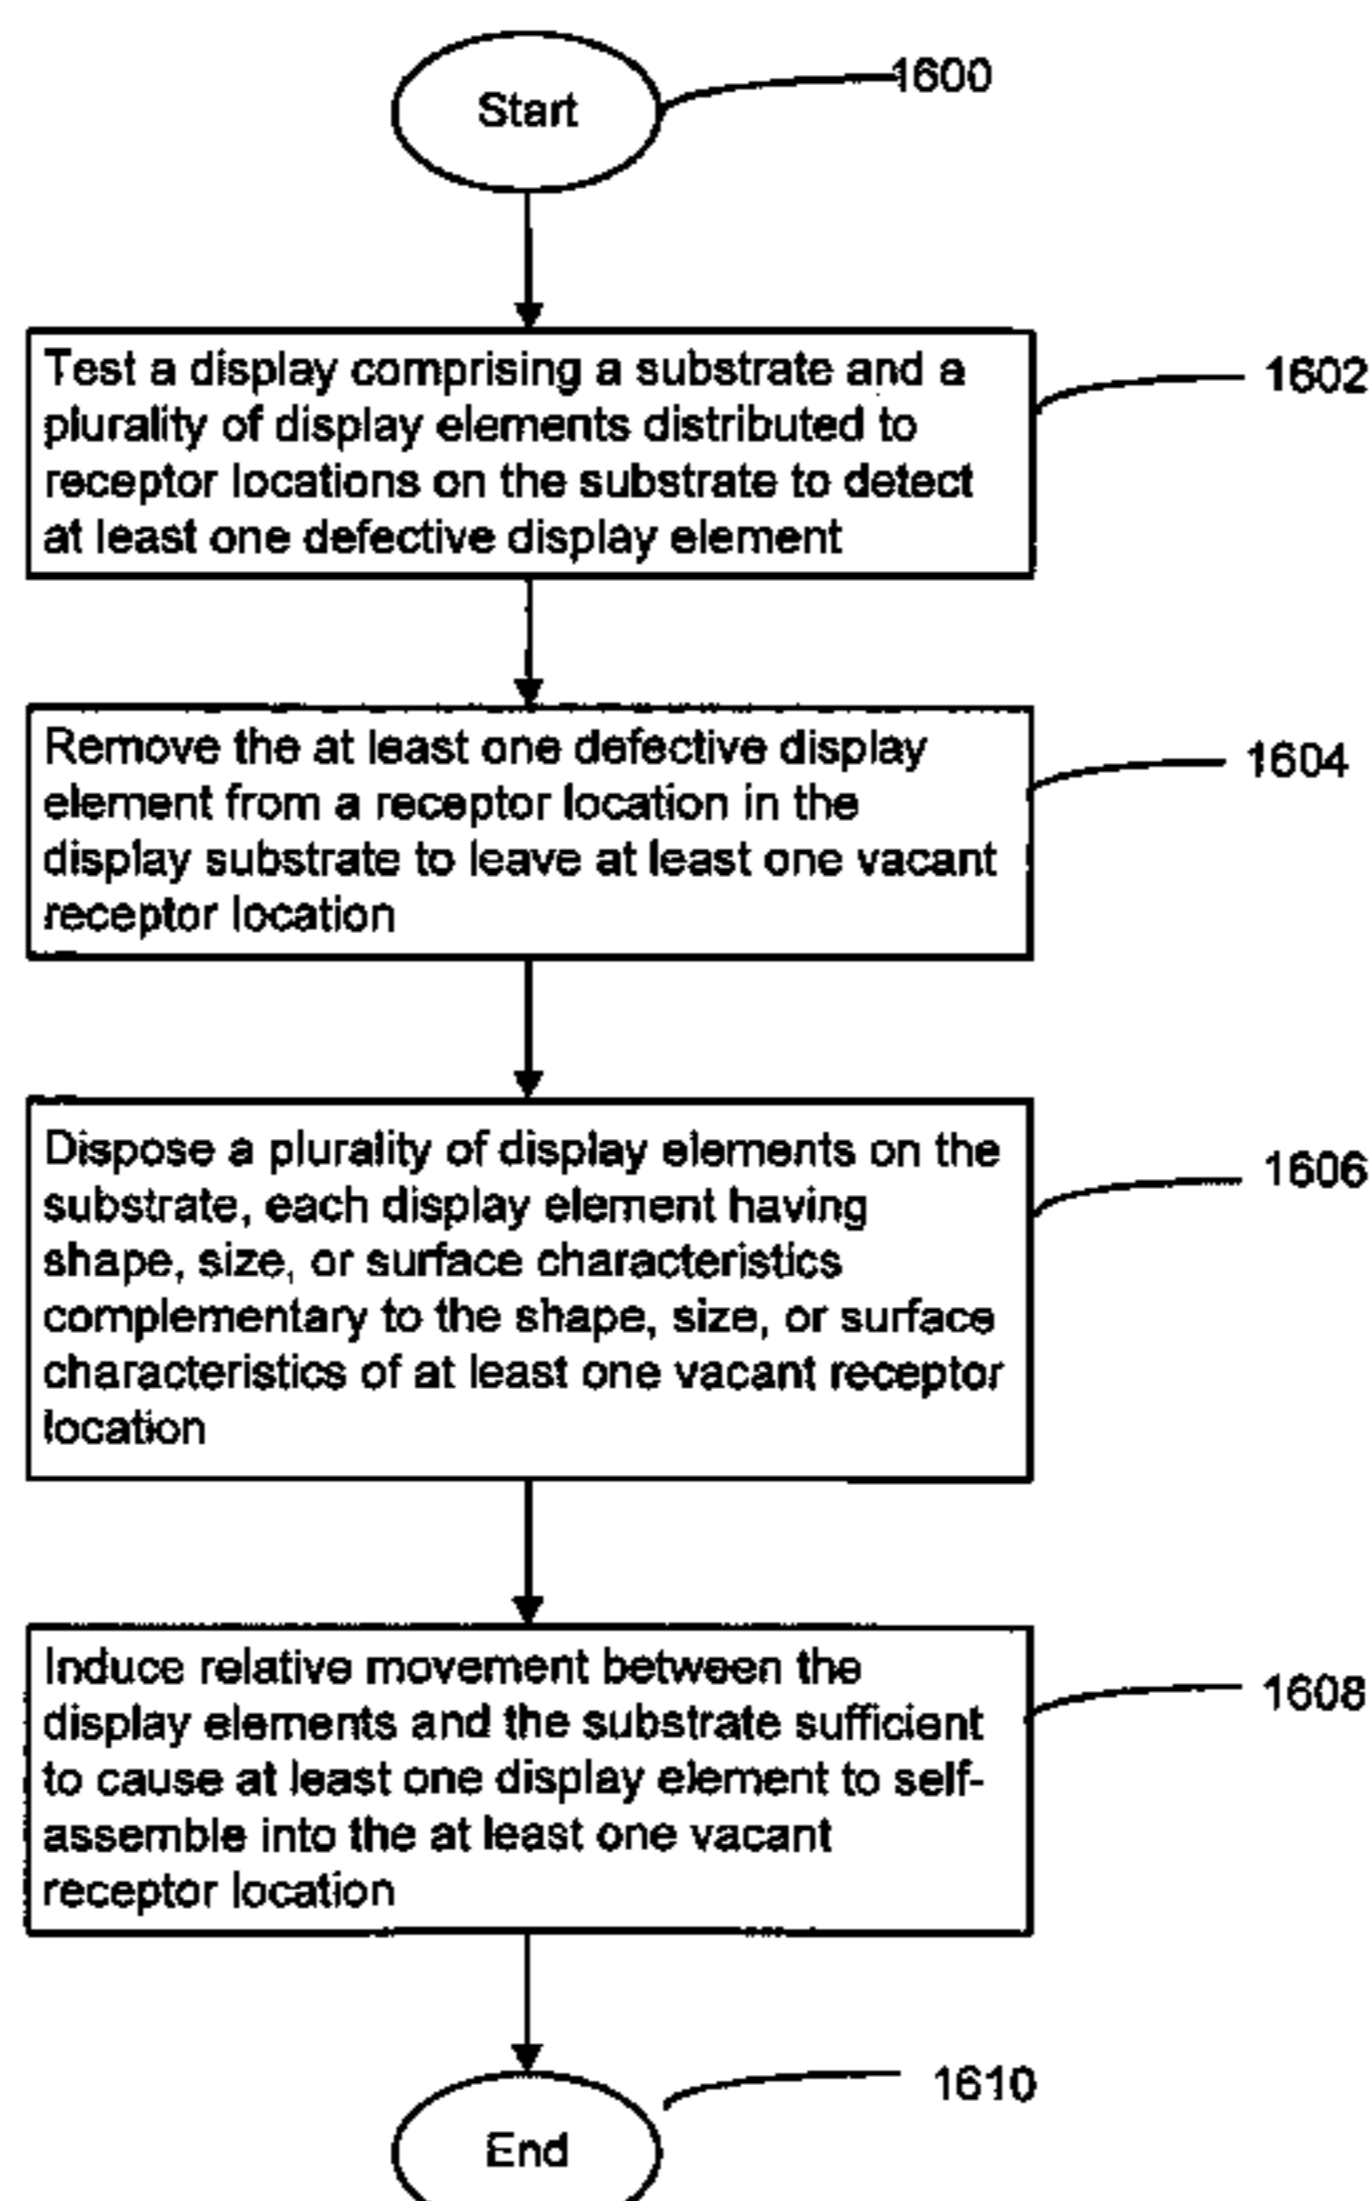 Start
1600
Test a display comprising a substrate and a
plurality of display elements distributed to
receptor locations on the substrate to detect
at least one defective display element
1602
Remove the at least one defective display
element from a receptor location in the
display substrate to leave at least one vacant
receptor location
1604
Dispose a plurality of display elements on the
substrate, each display element having
shape, size, or surface characteristics
complementary to the shape, size, or surface
characteristics of at least one vacant receptor
location
1606
Induce relative movement between the
display elements and the substrate sufficient
to cause at least one display element to self-
assemble into the at least one vacant
receptor location
1608
End
1610